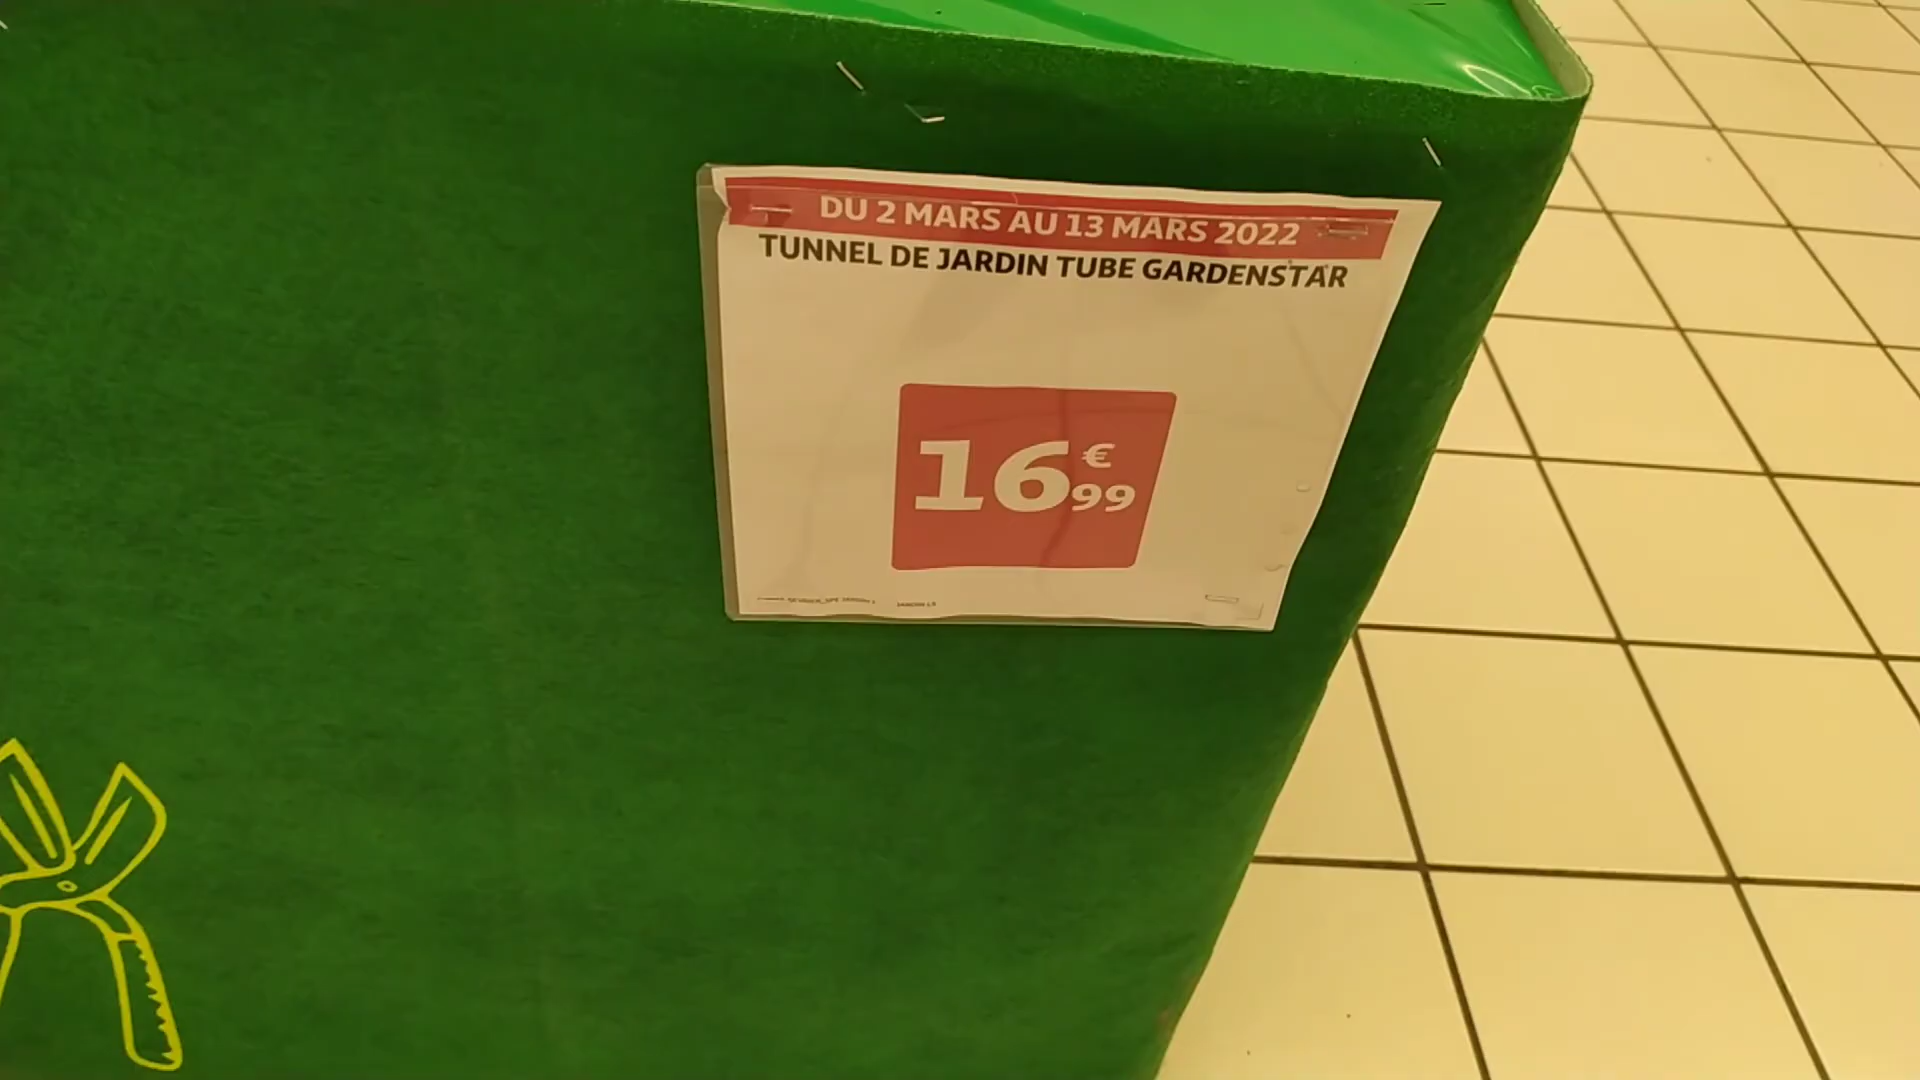 DU 2 MARS AU 13 MARS 2022
TUNNEL DE JARDIN TUBE GARDENSTAR
16€99